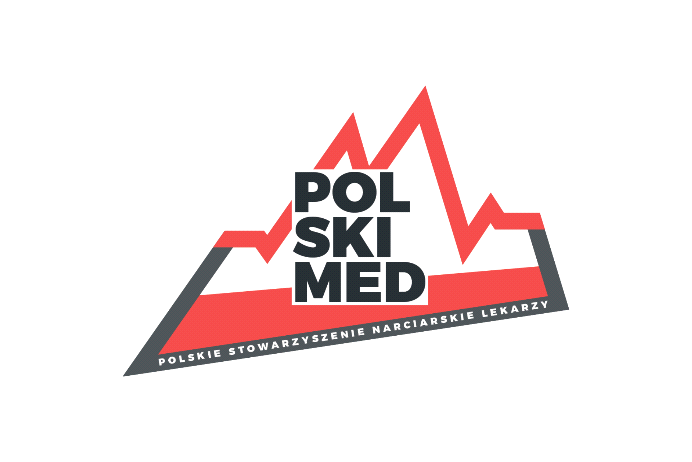 POL
SKI
MED
POLSKIE STOWARZYSZENIE NARCIARSKIE LEKARZY